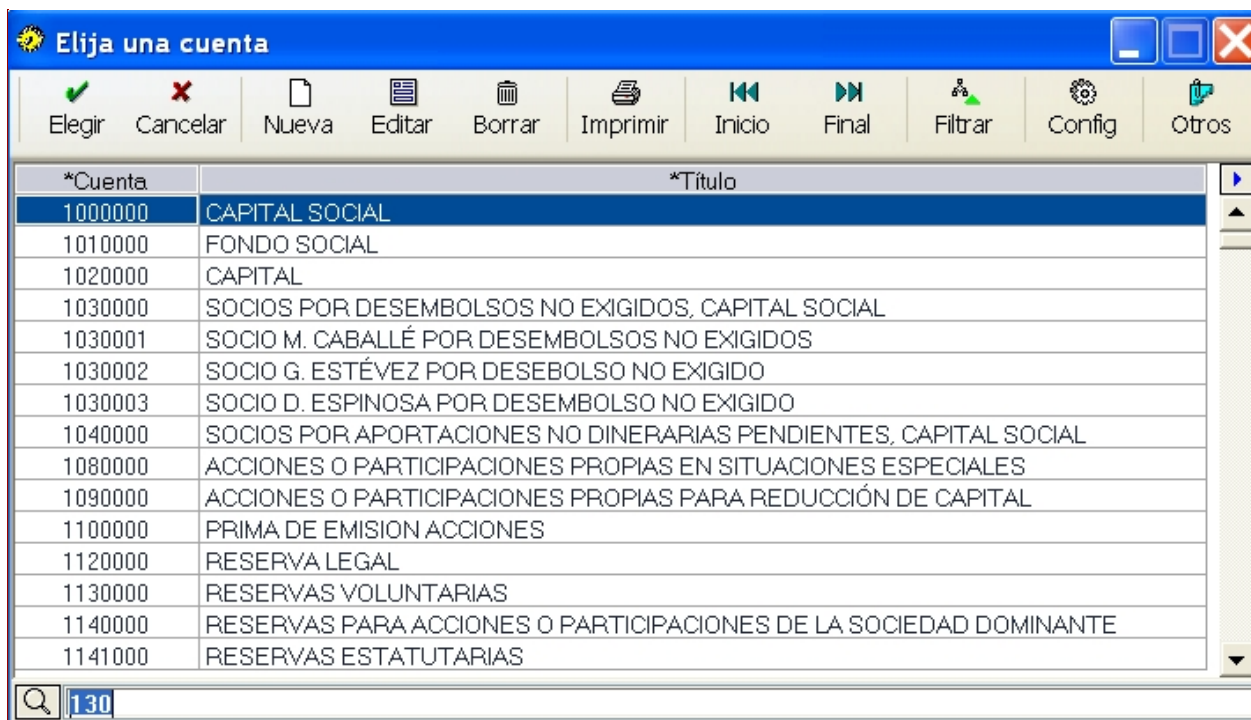 Elija una cuenta
Elegir Cancelar Nueva Editar Borrar Imprimir Inicio Final Filtrar Config Otros
*Cuenta *Título
1000000 CAPITAL SOCIAL
1010000 FONDO SOCIAL
1020000 CAPITAL
1030000 SOCIOS POR DESEMBOLSOS NO EXIGIDOS, CAPITAL SOCIAL
1030001 SOCIO M. CABALLÉ POR DESEMBOLSOS NO EXIGIDOS
1030002 SOCIO G. ESTÉVEZ POR DESEBOLSO NO EXIGIDO
1030003 SOCIO D. ESPINOSA POR DESEMBOLSO NO EXIGIDO
1040000 SOCIOS POR APORTACIONES NO DINERARIAS PENDIENTES, CAPITAL SOCIAL
1080000 ACCIONES O PARTICIPACIONES PROPIAS EN SITUACIONES ESPECIALES
1090000 ACCIONES O PARTICIPACIONES PROPIAS PARA REDUCCIÓN DE CAPITAL
1100000 PRIMA DE EMISION ACCIONES
1120000 RESERVA LEGAL
1130000 RESERVAS VOLUNTARIAS
1140000 RESERVAS PARA ACCIONES O PARTICIPACIONES DE LA SOCIEDAD DOMINANTE
1141000 RESERVAS ESTATUTARIAS
130